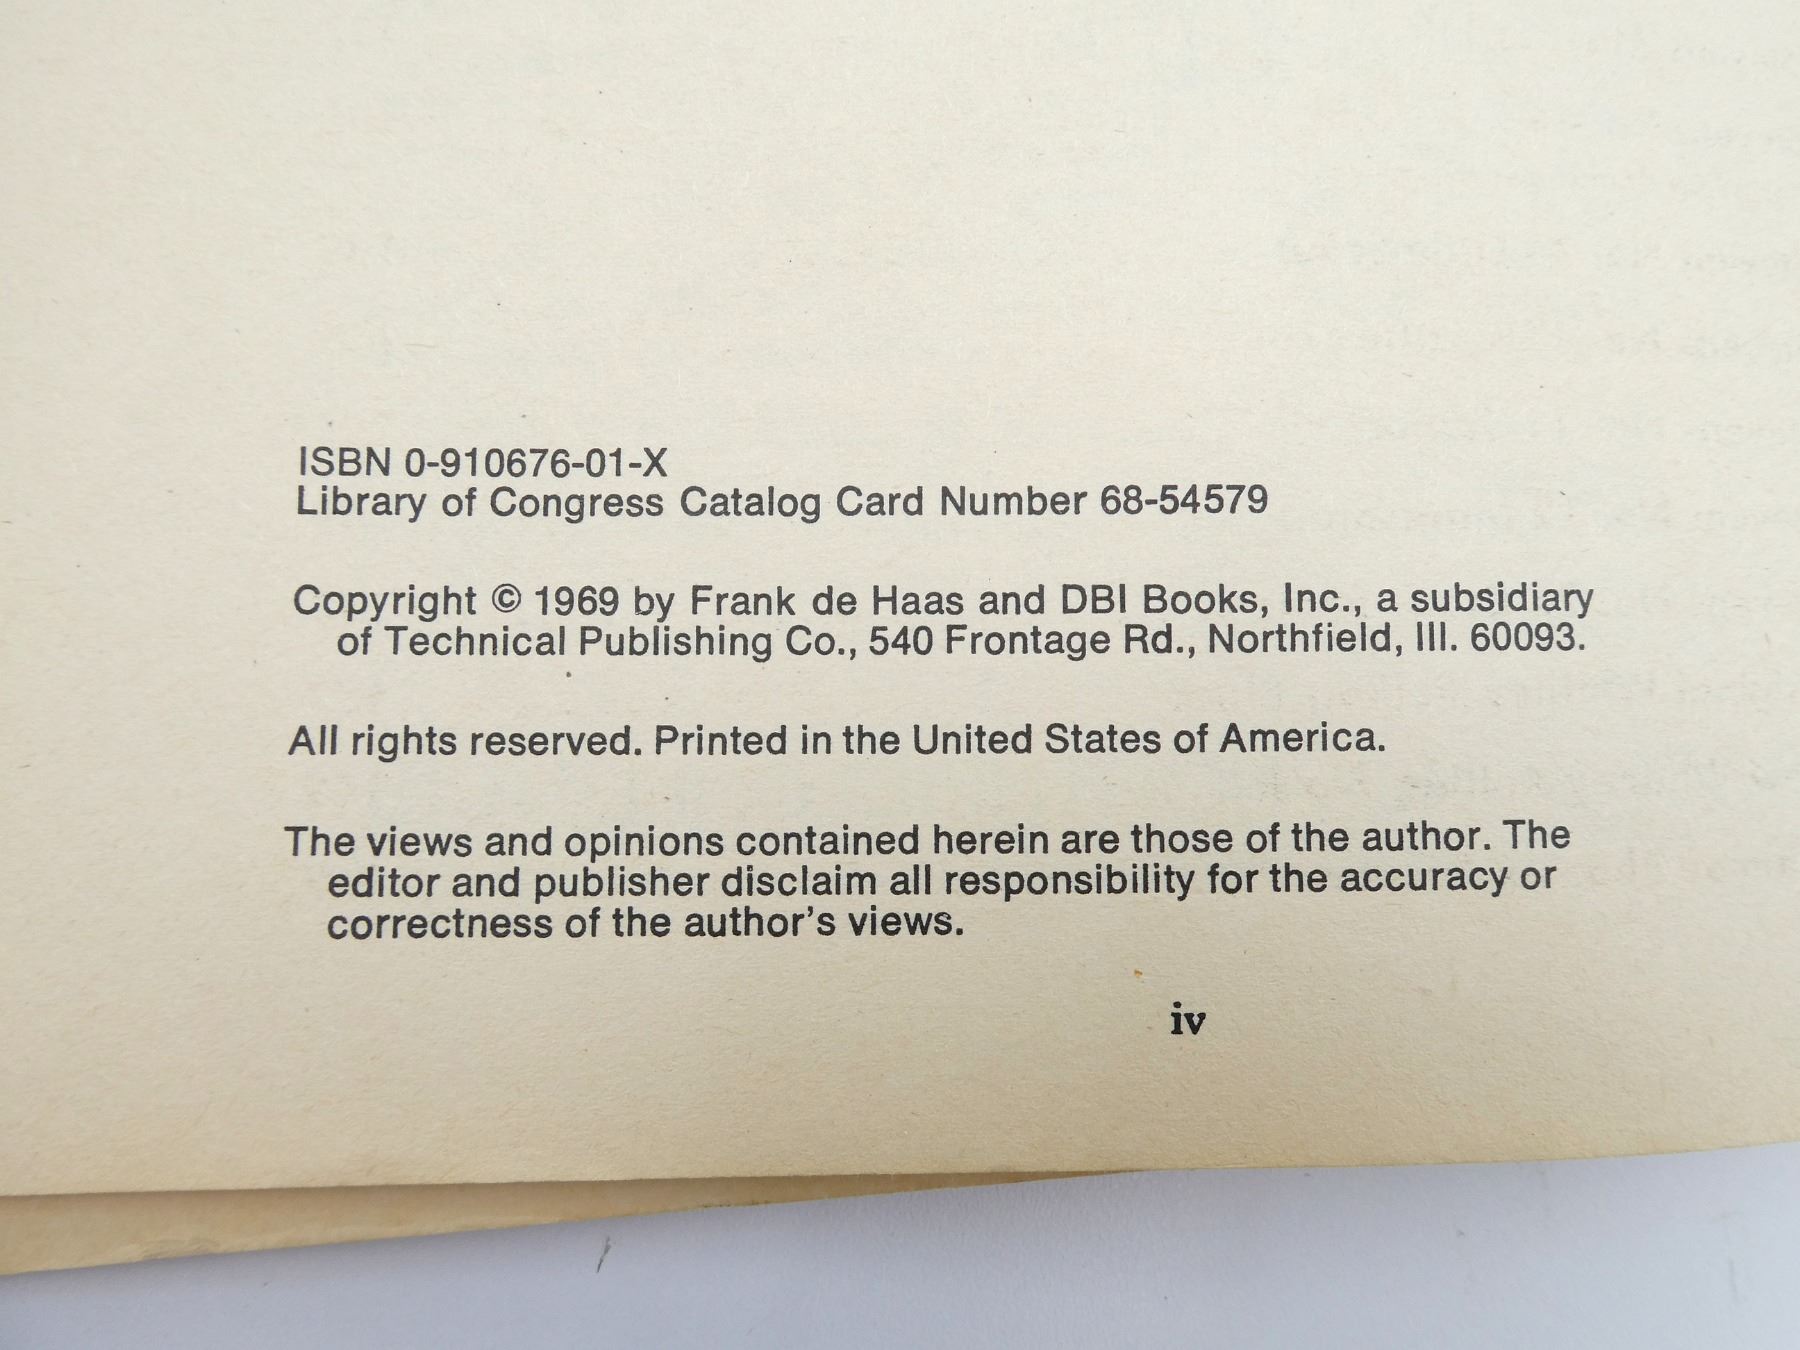 ISBN 0-910676-01-X
Library of Congress Catalog Card Number 68-54579
Copyright © 1969 by Frank de Haas and DBI Books, Inc., a subsidiary
of Technical Publishing Co., 540 Frontage Rd., Northfield, Ill. 60093.
All rights reserved. Printed in the United States of America.
The views and opinions contained herein are those of the author. The
editor and publisher disclaim all responsibility for the accuracy or
correctness of the author's views.
iv